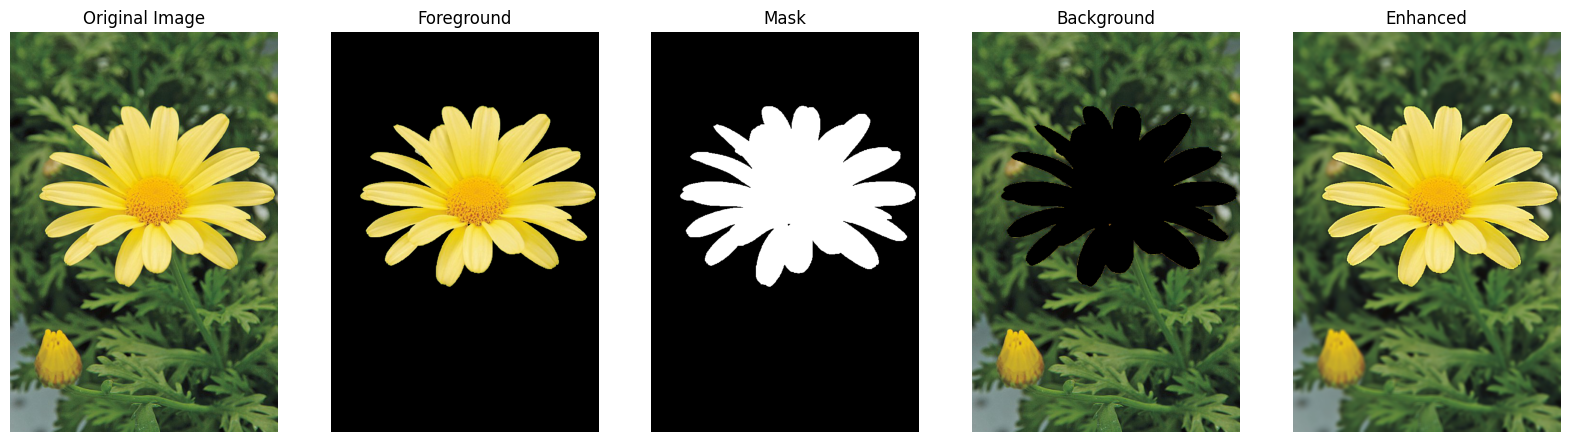 Original Image
Foreground
Mask
Background
Enhanced